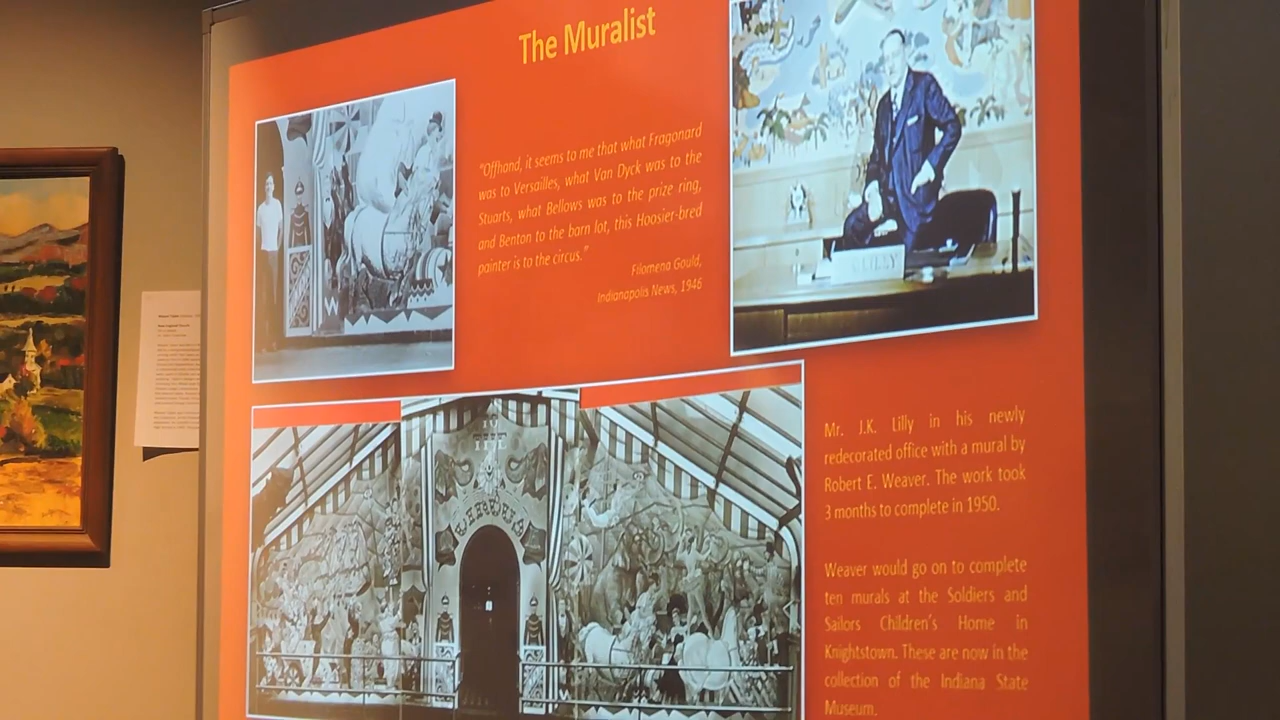 The Muralist
"Offhand, it seems to me that what Fragonard
was to Versailles, what Van Dyck was to the
Stuarts, what Bellows was to the prize ring,
and Benton to the barn lot, this Hoosier-bred
painter is to the circus."
Filomena Gould,
Indianapolis News, 1946
Mr. J.K. Lilly in his newly
redecorated office with a mural by
Robert E. Weaver. The work took
3 months to complete in 1950.
Weaver would go on to complete
ten murals at the Soldiers and
Sailors Children's Home in
Knightstown. These are now in the
collection of the Indiana State
Museum.